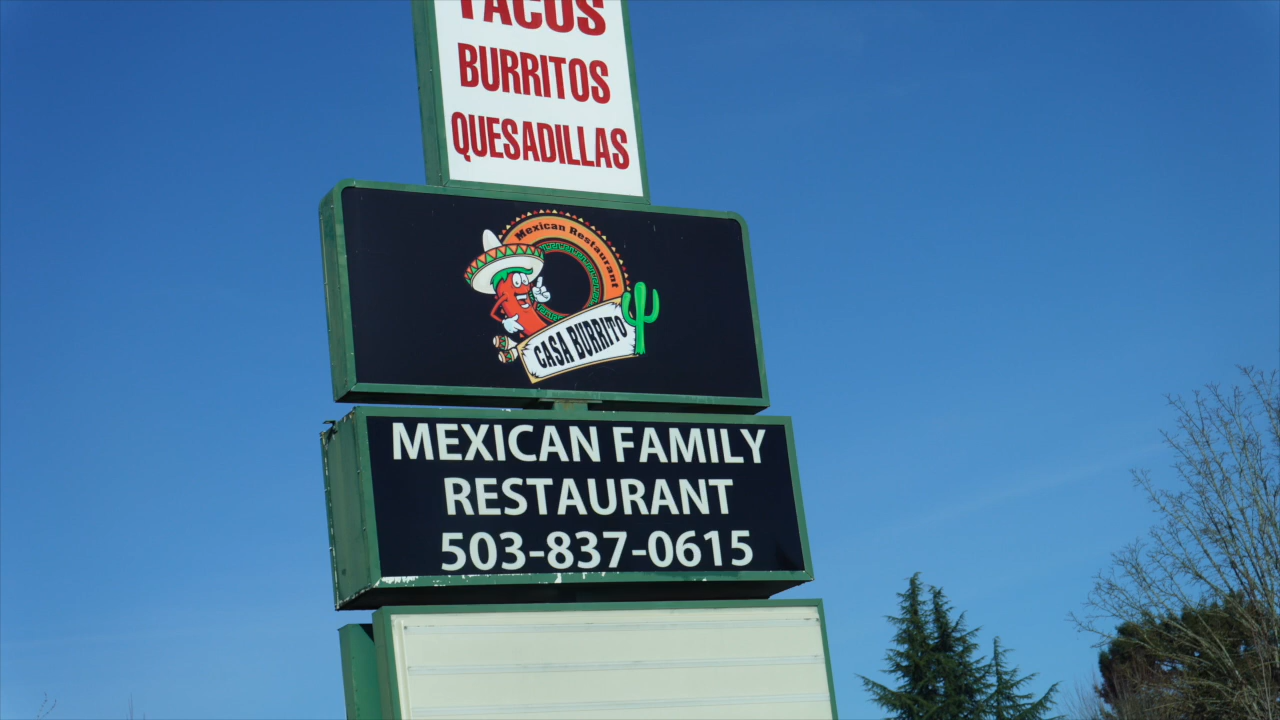 TACOS
BURRITOS
QUESADILLAS
Mexican Restaurant
CASA BURRITO
MEXICAN FAMILY
RESTAURANT
503-837-0615